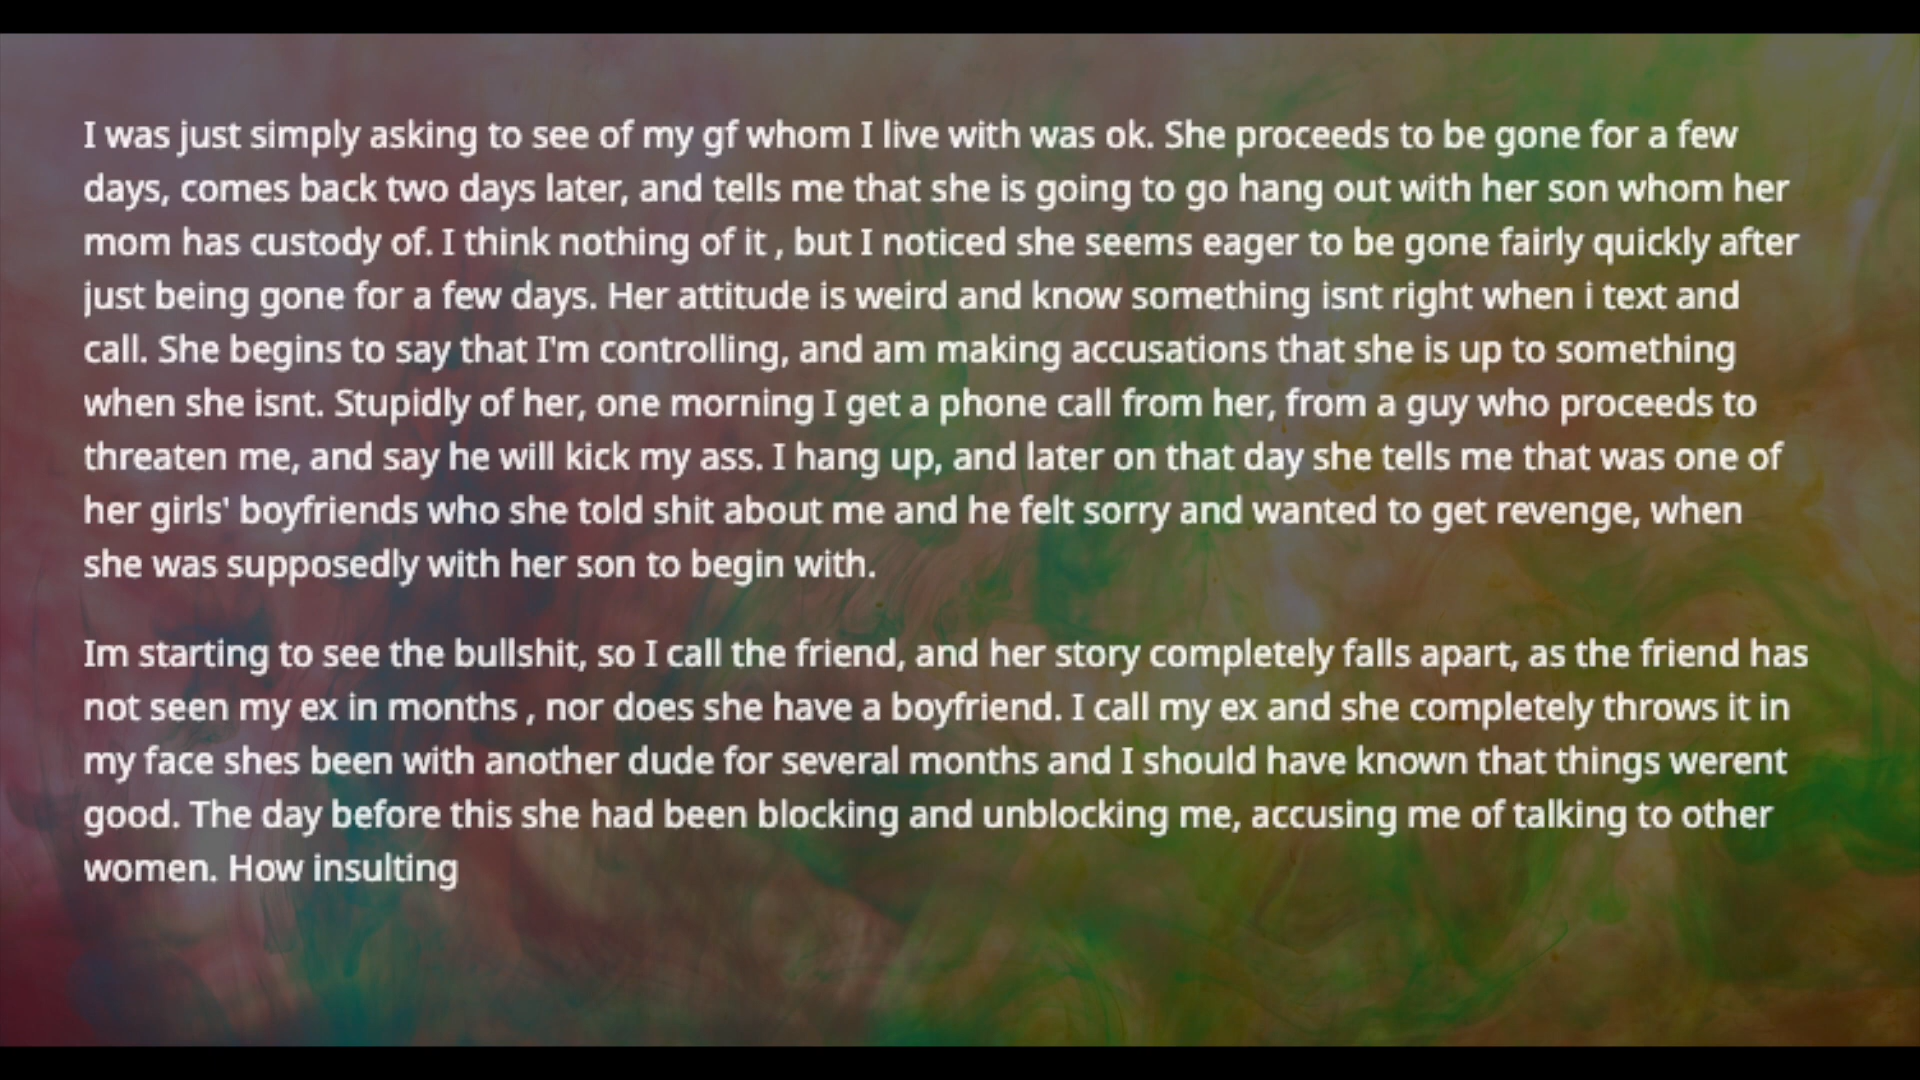 I was just simply asking to see of my gf whom I live with was ok. She proceeds to be gone for a few
days, comes back two days later, and tells me that she is going to go hang out with her son whom her
mom has custody of. I think nothing of it , but I noticed she seems eager to be gone fairly quickly after
just being gone for a few days. Her attitude is weird and know something isnt right when i text and
call. She begins to say that I'm controlling, and am making accusations that she is up to something
when she isnt. Stupidly of her, one morning I get a phone call from her, from a guy who proceeds to
threaten me, and say he will kick my ass. I hang up, and later on that day she tells me that was one of
her girls' boyfriends who she told shit about me and he felt sorry and wanted to get revenge, when
she was supposedly with her son to begin with.
Im starting to see the bullshit, so I call the friend, and her story completely falls apart, as the friend has
not seen my ex in months , nor does she have a boyfriend. I call my ex and she completely throws it in
my face shes been with another dude for several months and I should have known that things werent
good. The day before this she had been blocking and unblocking me, accusing me of talking to other
women. How insulting